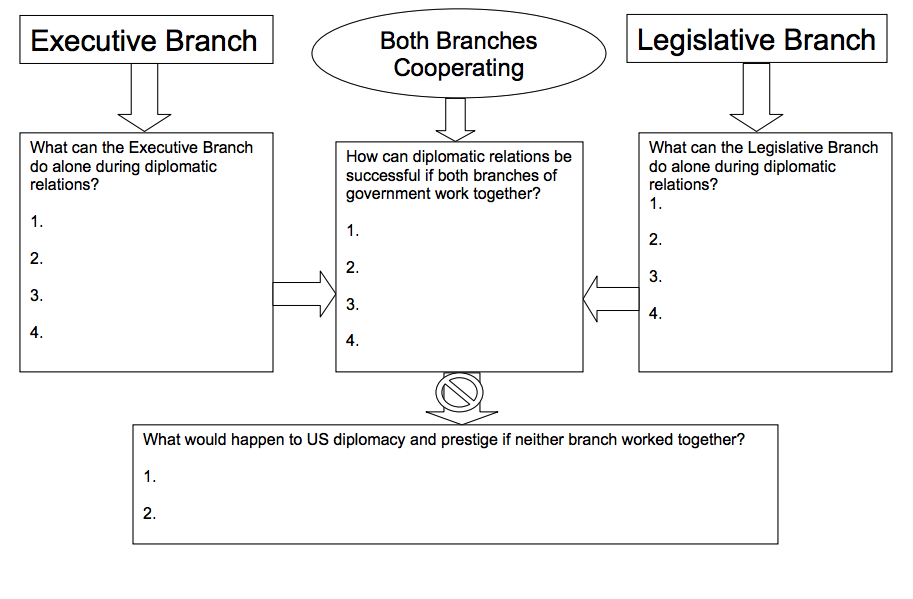 Executive Branch
Both Branches
Cooperating
Legislative Branch
What can the Executive Branch
do alone during diplomatic
relations?
1.
2.
3.
4.
How can diplomatic relations be
successful if both branches of
government work together?
1.
2.
3.
4.
What can the Legislative Branch
do alone during diplomatic
relations?
1.
2.
3.
4.
What would happen to US diplomacy and prestige if neither branch worked together?
1.
2.